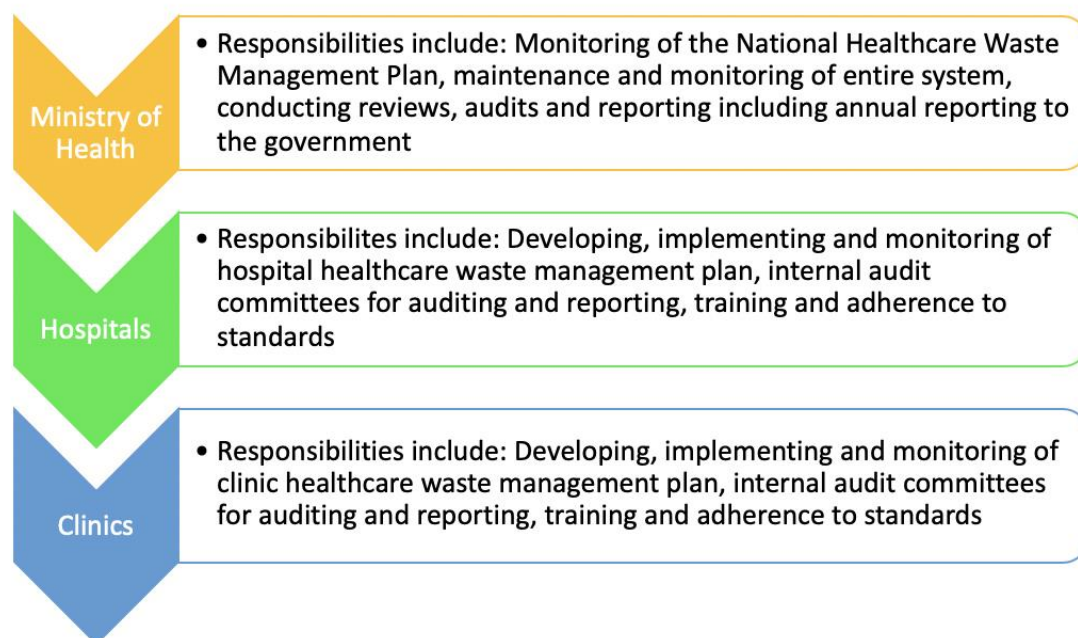 Ministry of
Health
• Responsibilities include: Monitoring of the National Healthcare Waste
Management Plan, maintenance and monitoring of entire system,
conducting reviews, audits and reporting including annual reporting to
the government
Hospitals
• Responsibilites include: Developing, implementing and monitoring of
hospital healthcare waste management plan, internal audit
committees for auditing and reporting, training and adherence to
standards
Clinics
• Responsibilities include: Developing, implementing and monitoring of
clinic healthcare waste management plan, internal audit committees
for auditing and reporting, training and adherence to standards